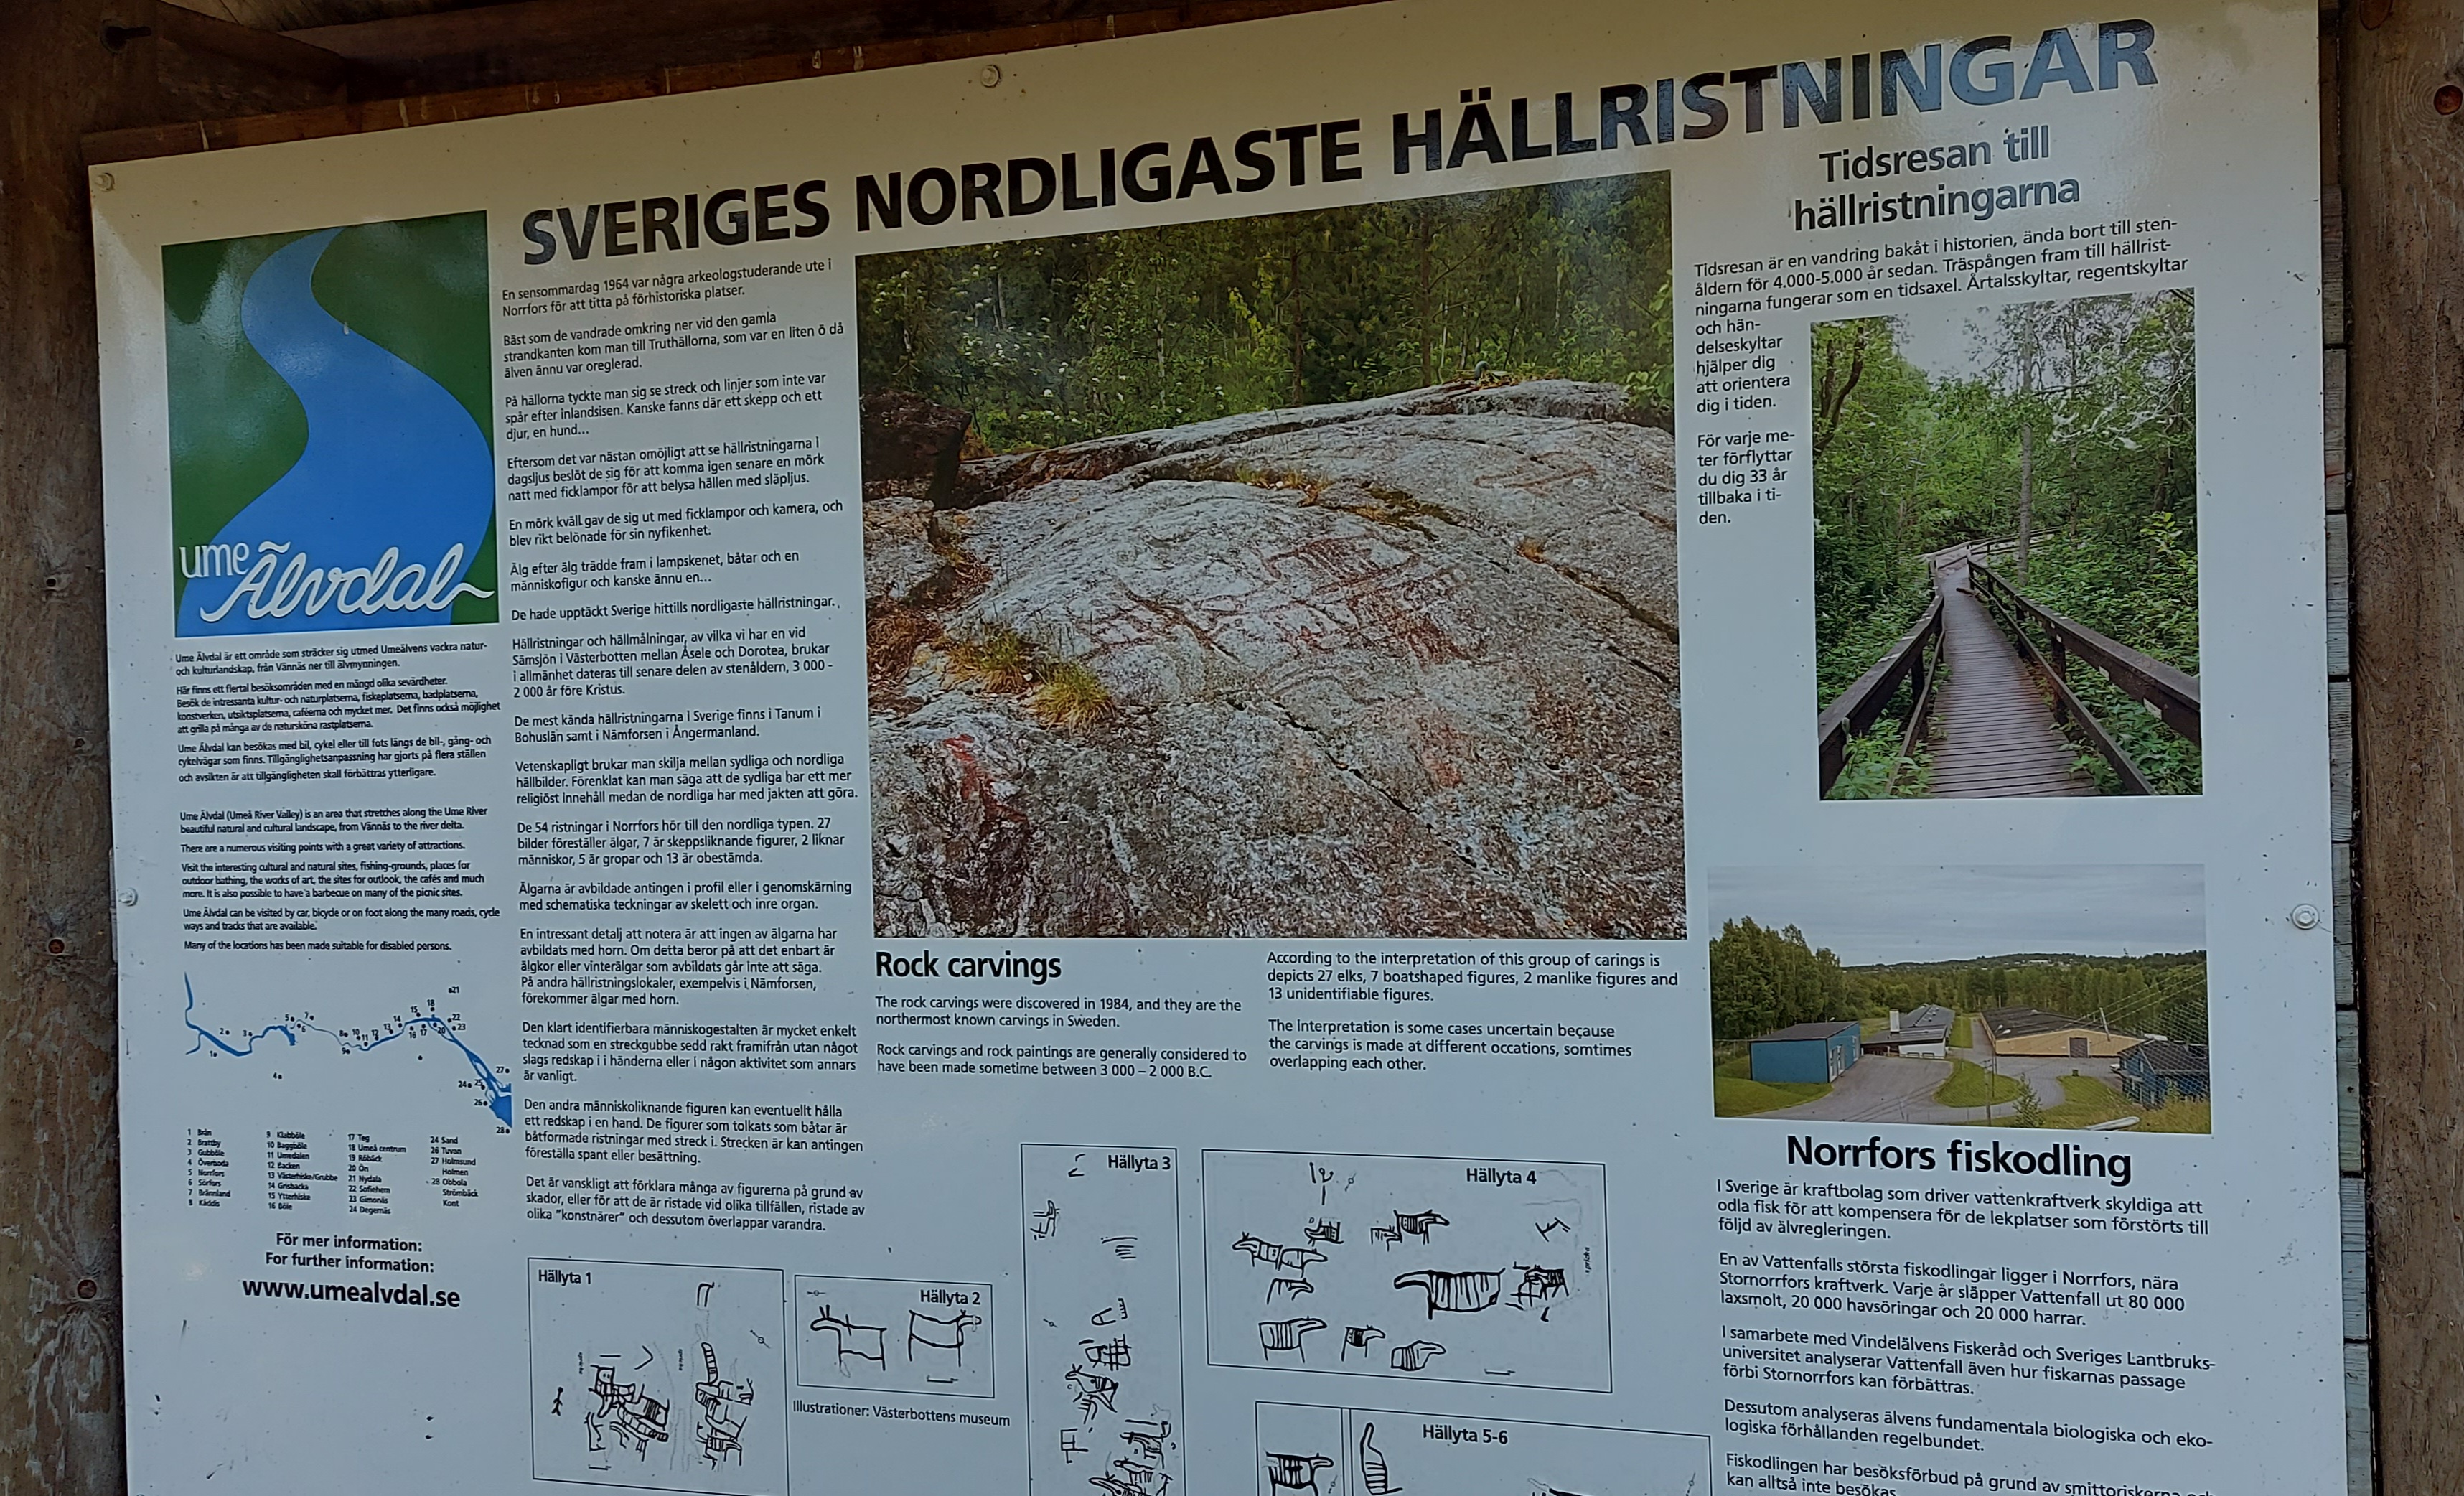 SVERIGES NORDLIGASTE HÄLLRISTNINGAR
ume
Älvdal
Ume Älvdal är ett område som sträcker sig utmed Umeälvens vackra natur-
och kulturlandskap, från Vännäs ner till älvmynningen.
Här finns ett flertal besöksområden med en mängd olika sevärdheter.
Besök de intressanta kultur- och naturplatserna, fiskeplatserna, badplatserna,
konstverken, utsiktsplatserna, caféerna och mycket mer. Det finns också möjlighet
att grilla på många av de natursköna rastplatserna.
Ume Älvdal kan besökas med bil, cykel eller till fots längs de bil-, gång- och
cykelvägar som finns. Tillgänglighetsanpassning har gjorts på flera ställen
och avsikten är att tillgängligheten skall förbättras ytterligare.
Ume Älvdal (Umeå River Valley) is an area that stretches along the Ume River
beautiful natural and cultural landscape, from Vännäs to the river delta.
There are a numerous visiting points with a great variety of attractions.
Visit the interesting cultural and natural sites, fishing-grounds, places for
outdoor bathing, the works of art, the sites for outlook, the cafés and much
more. It is also possible to have a barbecue on many of the picnic sites.
Ume Älvdal can be visited by car, bicycle or on foot along the many roads, cycle
ways and tracks that are available.
Many of the locations has been made suitable for disabled persons.
1 Brån
2 Brattby
3 Gubböle
4 Överboda
5 Norrfors
6 Sörfors
7 Brännland
8 Kåddis
9 Klabböle
10 Baggböle
11 Umedalen
12 Backen
13 Västerhiske/Grubbe
14 Grisbacka
15 Ytterhiske
16 Böle
17 Teg
18 Umeå centrum
19 Röbäck
20 Ön
21 Nydala
22 Sofiehem
23 Gimonäs
24 Degernäs
24 Sand
26 Tuvan
27 Holmsund
Holmen
28 Obbola
Strömbäck
Kont
För mer information:
For further information:
www.umealvdal.se
En sensommardag 1964 var några arkeologstuderande ute i
Norrfors för att titta på förhistoriska platser.
Bäst som de vandrade omkring ner vid den gamla
strandkanten kom man till Truthällorna, som var en liten ö då
älven ännu var oreglerad.
På hällorna tyckte man sig se streck och linjer som inte var
spår efter inlandsisen. Kanske fanns där ett skepp och ett
djur, en hund...
Eftersom det var nästan omöjligt att se hällristningarna i
dagsljus beslöt de sig för att komma igen senare en mörk
natt med ficklampor för att belysa hällen med släpljus.
En mörk kväll gav de sig ut med ficklampor och kamera, och
blev rikt belönade för sin nyfikenhet.
Älg efter älg trädde fram i lampskenet, båtar och en
människofigur och kanske ännu en...
De hade upptäckt Sverige hittills nordligaste hällristningar.
Hällristningar och hällmålningar, av vilka vi har en vid
Sämsjön i Västerbotten mellan Åsele och Dorotea, brukar
i allmänhet dateras till senare delen av stenåldern, 3 000 -
2 000 år före Kristus.
De mest kända hällristningarna i Sverige finns i Tanum i
Bohuslän samt i Nämforsen i Ångermanland.
Vetenskapligt brukar man skilja mellan sydliga och nordliga
hällbilder. Förenklat kan man säga att de sydliga har ett mer
religiöst innehåll medan de nordliga har med jakten att göra.
De 54 ristningar i Norrfors hör till den nordliga typen. 27
bilder föreställer älgar, 7 är skeppsliknande figurer, 2 liknar
människor, 5 är gropar och 13 är obestämda.
Älgarna är avbildade antingen i profil eller i genomskärning
med schematiska teckningar av skelett och inre organ.
En intressant detalj att notera är att ingen av älgarna har
avbildats med horn. Om detta beror på att det enbart är
älgkor eller vinterälgar som avbildats går inte att säga.
På andra hällristningslokaler, exempelvis i Nämforsen,
förekommer älgar med horn.
Den klart identifierbara människogestalten är mycket enkelt
tecknad som en streckgubbe sedd rakt framifrån utan något
slags redskap i i händerna eller i någon aktivitet som annars
är vanligt.
Den andra människoliknande figuren kan eventuellt hålla
ett redskap i en hand. De figurer som tolkats som båtar är
båtformade ristningar med streck i. Strecken är kan antingen
föreställa spant eller besättning.
Det är vanskligt att förklara många av figurerna på grund av
skador, eller för att de är ristade vid olika tillfällen, ristade av
olika "konstnärer" och dessutom överlappar varandra.
Rock carvings
The rock carvings were discovered in 1984, and they are the
northermost known carvings in Sweden.
Rock carvings and rock paintings are generally considered to
have been made sometime between 3 000 – 2 000 B.C.
According to the interpretation of this group of carings is
depicts 27 elks, 7 boatshaped figures, 2 manlike figures and
13 unidentifiable figures.
The Interpretation is some cases uncertain because
the carvings is made at different occations, somtimes
overlapping each other.
Hällyta 1
Hällyta 2
Illustrationer: Västerbottens museum
Hällyta 3
Hällyta 4
spricka
Hällyta 5-6
Tidsresan till
hällristningarna
Tidsresan är en vandring bakåt i historien, ända bort till sten-
åldern för 4.000-5.000 år sedan. Träspången fram till hällrist-
ningarna fungerar som en tidsaxel. Årtalsskyltar, regentskyltar
och hän-
delseskyltar
hjälper dig
att orientera
dig i tiden.
För varje me-
ter förflyttar
du dig 33 år
tillbaka i ti-
den.
Norrfors fiskodling
I Sverige är kraftbolag som driver vattenkraftverk skyldiga att
odla fisk för att kompensera för de lekplatser som förstörts till
följd av älvregleringen.
En av Vattenfalls största fiskodlingar ligger i Norrfors, nära
Stornorrfors kraftverk. Varje år släpper Vattenfall ut 80 000
laxsmolt, 20 000 havsöringar och 20 000 harrar.
I samarbete med Vindelälvens Fiskeråd och Sveriges Lantbruks-
universitet analyserar Vattenfall även hur fiskarnas passage
förbi Stornorrfors kan förbättras.
Dessutom analyseras älvens fundamentala biologiska och eko-
logiska förhållanden regelbundet.
Fiskodlingen har besöksförbud på grund av smittoriskerna och
kan alltså inte besökas